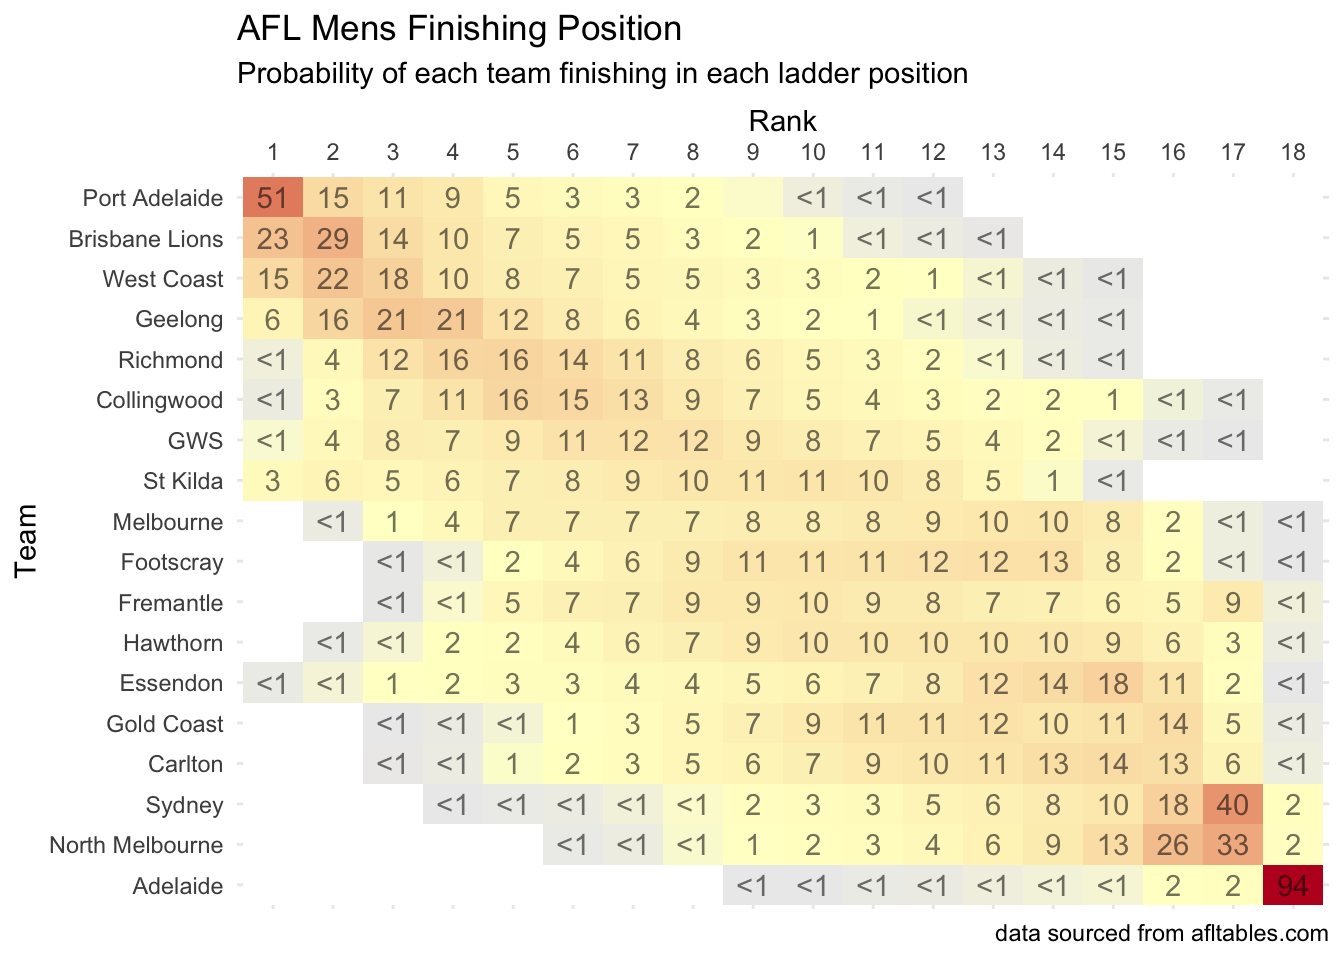 AFL Mens Finishing Position
Probability of each team finishing in each ladder position
Rank
1 2 3 4 5 6 7 8 9 10 11 12 13 14 15 16 17 18
Port Adelaide 51 15 11 9 5 3 3 2 <1 <1 <1
Brisbane Lions 23 29 14 10 7 5 5 3 2 1 <1 <1 <1
West Coast 15 22 18 10 8 7 5 5 3 3 2 1 <1 <1 <1
Geelong 6 16 21 21 12 8 6 4 3 2 1 <1 <1 <1 <1
Richmond <1 4 12 16 16 14 11 8 6 5 3 2 <1 <1 <1
Collingwood <1 3 7 11 16 15 13 9 7 5 4 3 2 2 1 <1 <1
GWS <1 4 8 7 9 11 12 12 9 8 7 5 4 2 <1 <1 <1
St Kilda 3 6 5 6 7 8 9 10 11 11 10 8 5 1 <1
Melbourne <1 1 4 7 7 7 7 8 8 8 9 10 10 8 2 <1 <1
Footscray <1 <1 2 4 6 9 11 11 11 12 12 13 8 2 <1 <1
Fremantle <1 <1 5 7 7 9 9 10 9 8 7 7 6 5 9 <1
Hawthorn <1 <1 2 2 4 6 7 9 10 10 10 10 10 9 6 3 <1
Essendon <1 <1 1 2 3 3 4 4 5 6 7 8 12 14 18 11 2 <1
Gold Coast <1 <1 <1 1 3 5 7 9 11 11 12 10 11 14 5 <1
Carlton <1 <1 1 2 3 5 6 7 9 10 11 13 14 13 6 <1
Sydney <1 <1 <1 <1 <1 2 3 3 5 6 8 10 18 40 2
North Melbourne <1 <1 <1 1 2 3 4 6 9 13 26 33 2
Adelaide <1 <1 <1 <1 <1 <1 <1 2 2 94
Team
data sourced from afltables.com